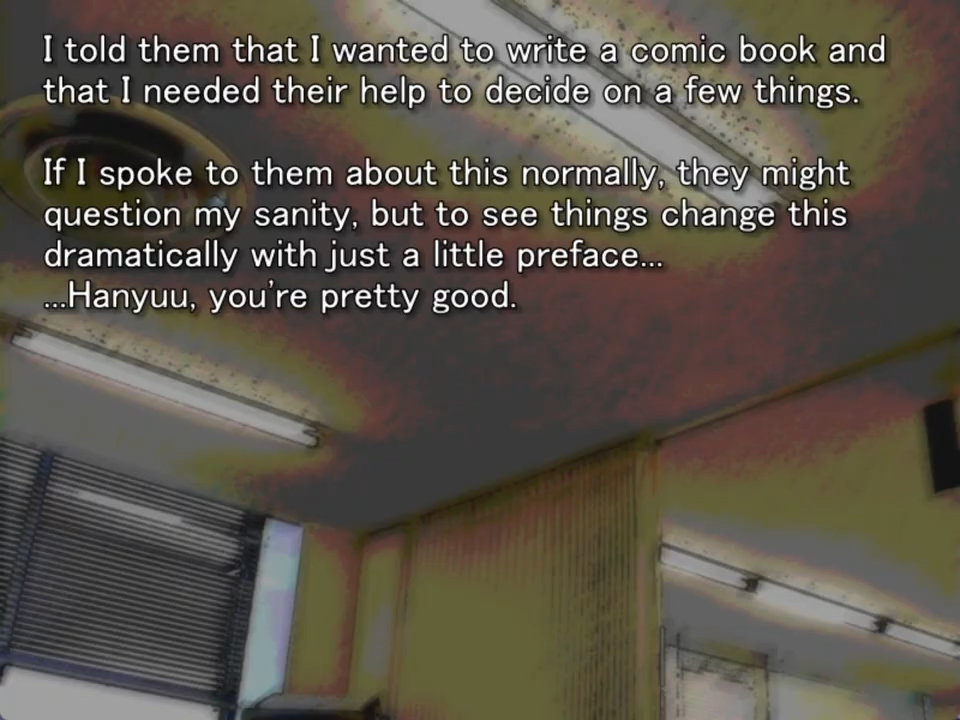 I told them that I wanted to write a comic book and
that I needed their help to decide on a few things.
If I spoke to them about this normally, they might
question my sanity, but to see things change this
dramatically with just a little preface...
...Hanyuu, you're pretty good.